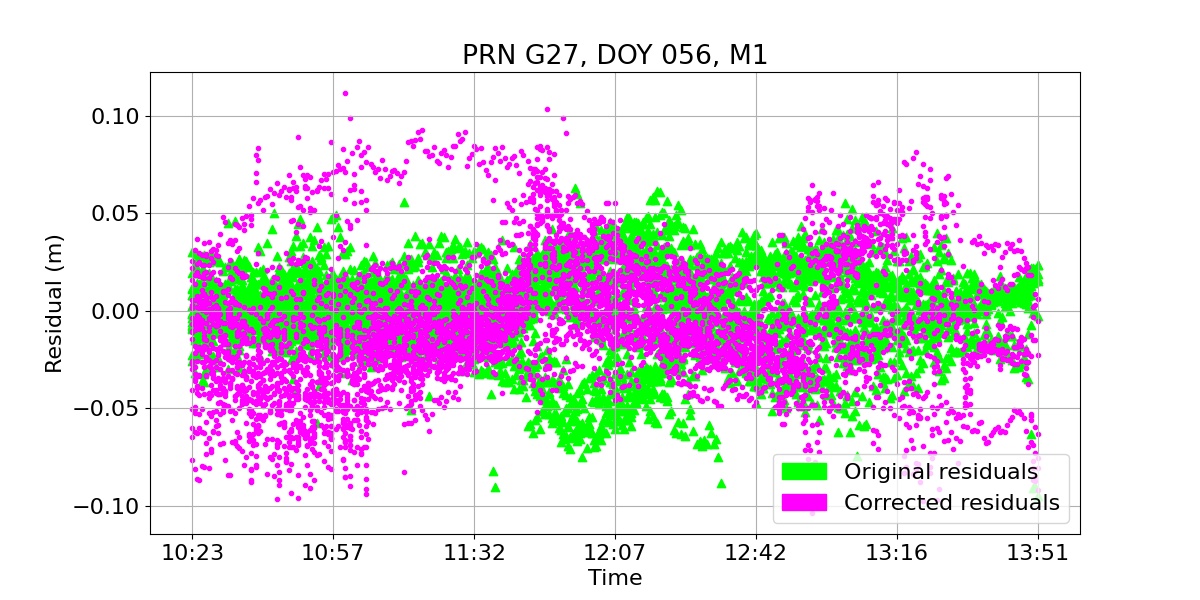 PRN G27, DOY 056, M1
Residual (m)
0.10
0.05
0.00
−0.05
−0.10
Original residuals
Corrected residuals
10:23 10:57 11:32 12:07 12:42 13:16 13:51
Time